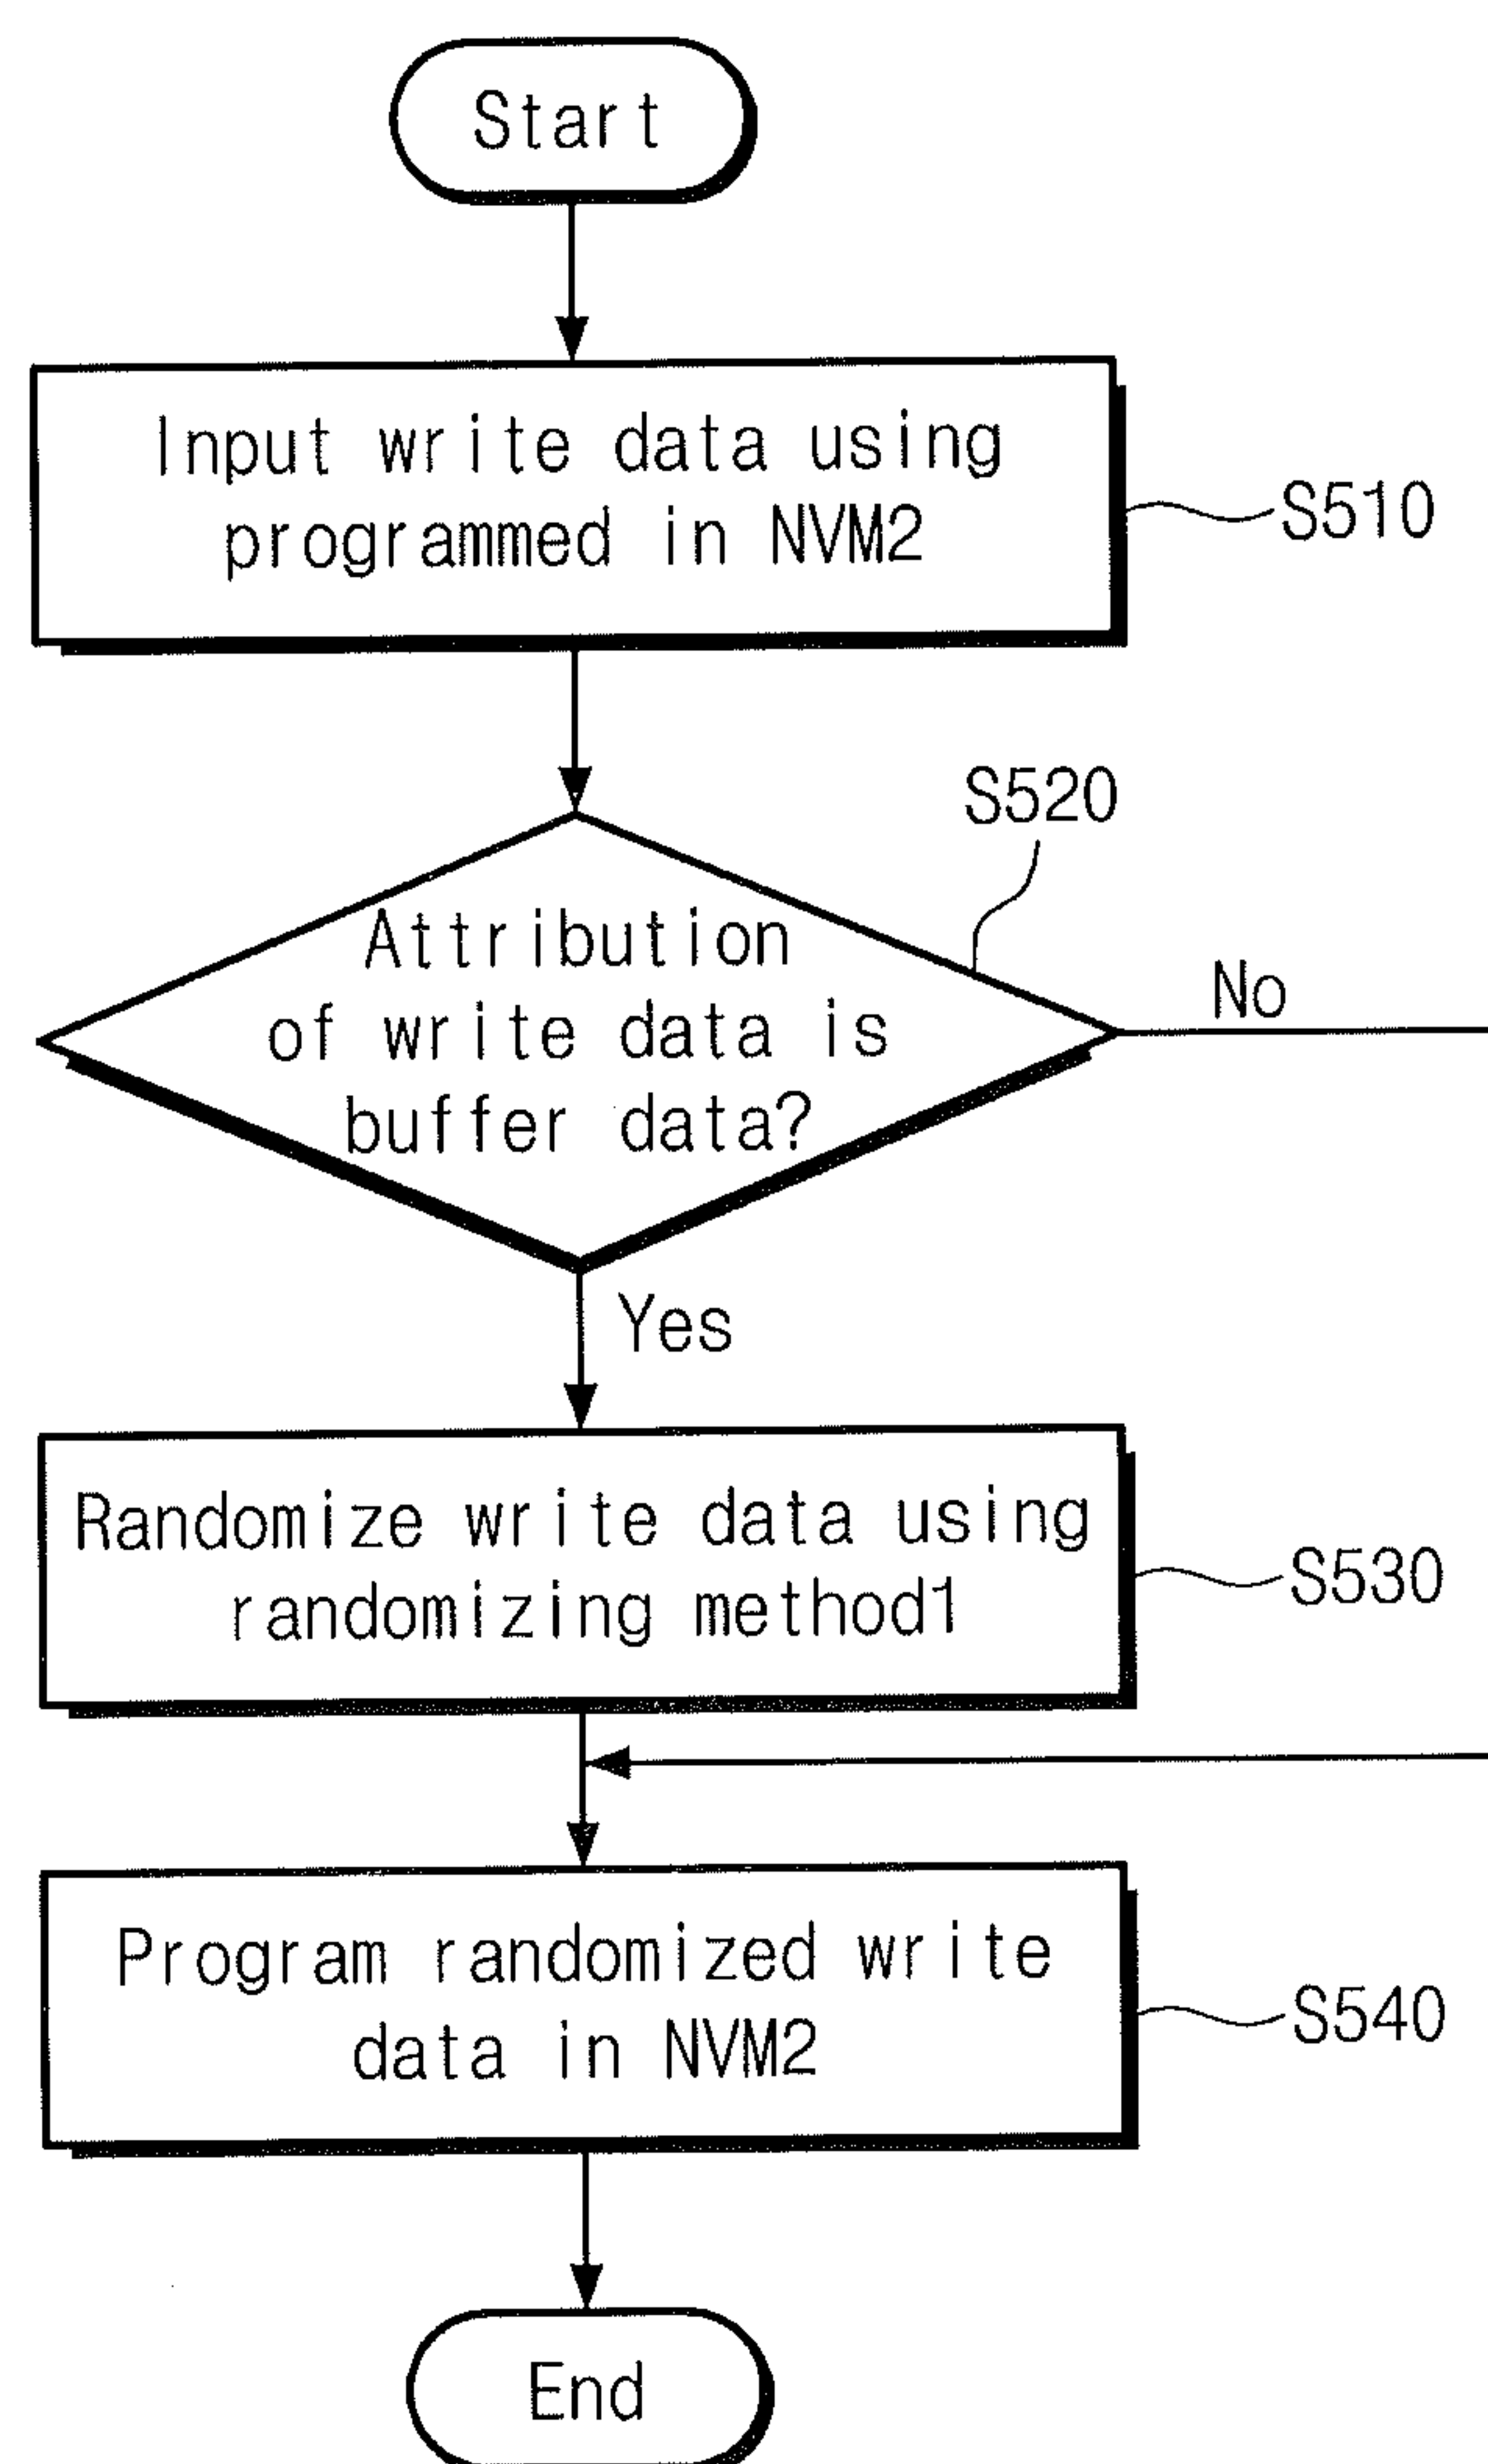 Start
Input write data using
programmed in NVM2
S510
S520
Attribution
of write data is
buffer data?
No
Yes
Randomize write data using
randomizing method1
S530
Program randomized write
data in NVM2
S540
End